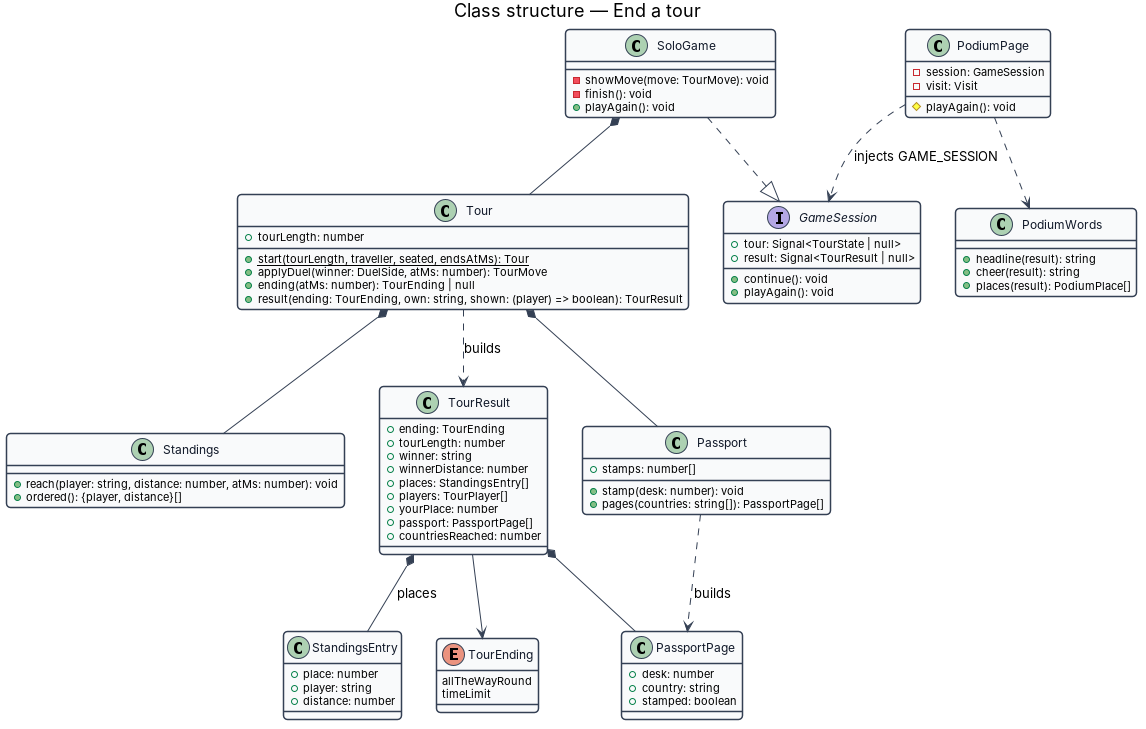 Class structure — End a tour
C SoloGame
showMove(move: TourMove): void
finish(): void
playAgain(): void
C PodiumPage
session: GameSession
visit: Visit
playAgain(): void
injects GAME_SESSION
C Tour
tourLength: number
start(tourLength, traveller, seated, endsAtMs): Tour
applyDuel(winner: DuelSide, atMs: number): TourMove
ending(atMs: number): TourEnding | null
result(ending: TourEnding, own: string, shown: (player) => boolean): TourResult
I GameSession
tour: Signal<TourState | null>
result: Signal<TourResult | null>
continue(): void
playAgain(): void
C PodiumWords
headline(result): string
cheer(result): string
places(result): PodiumPlace[]
builds
C Standings
reach(player: string, distance: number, atMs: number): void
ordered(): {player, distance}[]
C TourResult
ending: TourEnding
tourLength: number
winner: string
winnerDistance: number
places: StandingsEntry[]
players: TourPlayer[]
yourPlace: number
passport: PassportPage[]
countriesReached: number
C Passport
stamps: number[]
stamp(desk: number): void
pages(countries: string[]): PassportPage[]
places
builds
C StandingsEntry
place: number
player: string
distance: number
E TourEnding
allTheWayRound
timeLimit
C PassportPage
desk: number
country: string
stamped: boolean